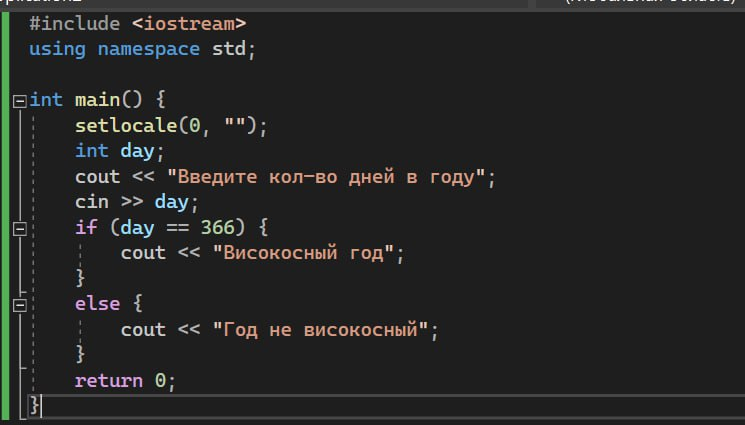 #include <iostream>
using namespace std;
int main() {
setlocale(0, "");
int day;
cout << "Введите кол-во дней в году";
cin >> day;
if (day == 366) {
cout << "Високосный год";
}
else {
cout << "Год не високосный";
}
return 0;
}